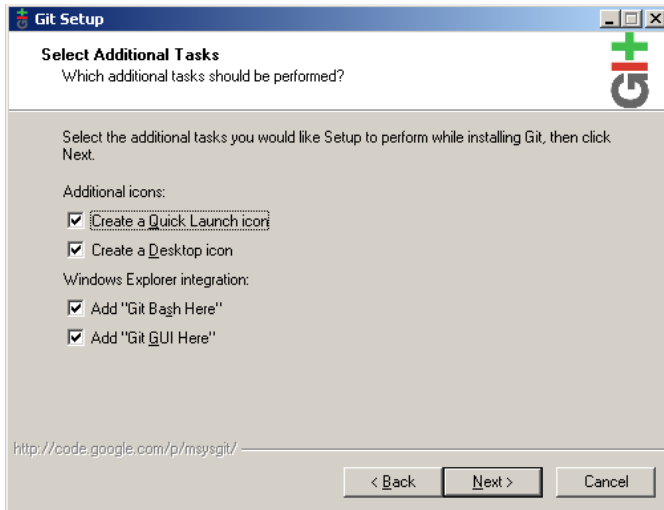 Git Setup
Select Additional Tasks
Which additional tasks should be performed?
GIT
Select the additional tasks you would like Setup to perform while installing Git, then click
Next.
Additional icons:
Create a Quick Launch icon
Create a Desktop icon
Windows Explorer integration:
Add "Git Bash Here"
Add "Git GUI Here"
http://code.google.com/p/msysgit/
< Back
Next >
Cancel